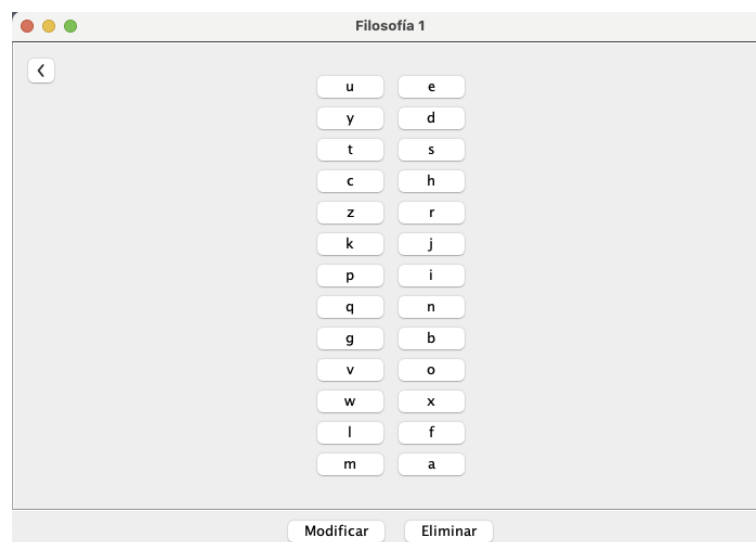 Filosofía 1
<
u e
y d
t s
c h
z r
k j
p i
q n
g b
v o
w x
l f
m a
Modificar Eliminar